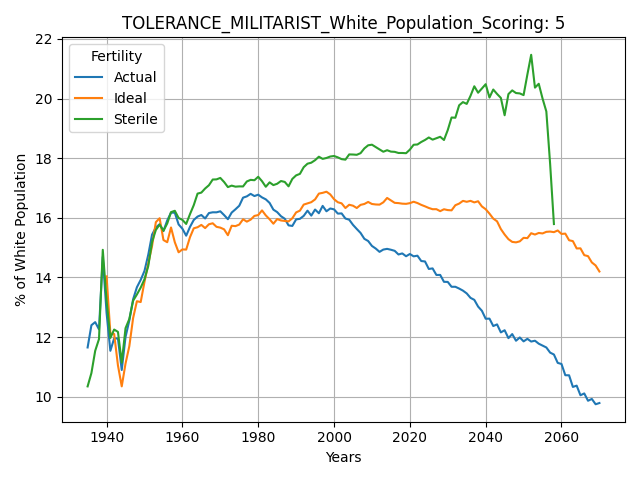 TOLERANCE_MILITARIST_White_Population_Scoring: 5
22
20
18
16
14
12
10
% of White Population
Fertility
Actual
Ideal
Sterile
1940
1960
1980
2000
2020
2040
2060
Years